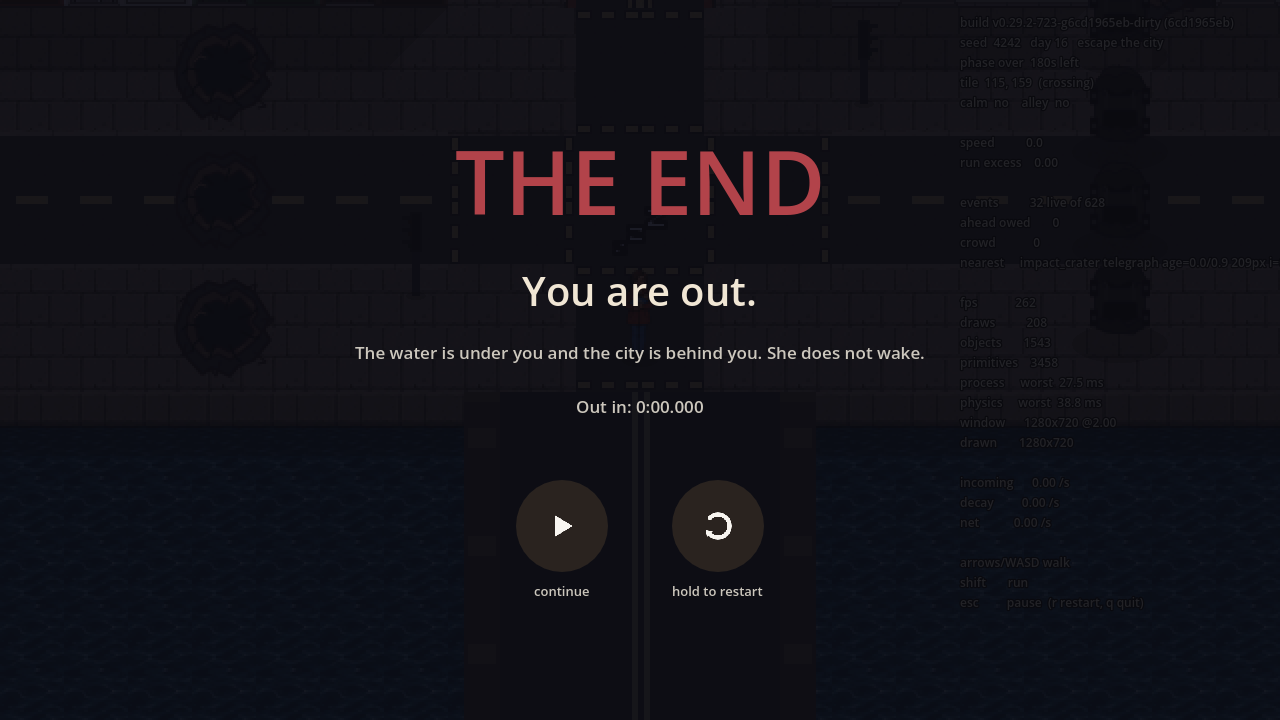 build v0.29.2-723-g6cd1965eb-dirty (6cd1965eb)
seed 4242 day 16 escape the city
phase over 180s left
tile 115, 159 (crossing)
calm no alley no
speed 0.0
run excess 0.00
THE END
events 32 live of 628
ahead owed 0
crowd 0
nearest impact_crater telegraph age=0.0/0.9 209px i=
You are out.
fps 262
draws 208
objects 1543
The water is under you and the city is behind you. She does not wake.
primitives 3458
process worst 27.5 ms
physics worst 38.8 ms
Out in: 0:00.000
window 1280x720 @2.00
drawn 1280x720
incoming 0.00 /s
decay 0.00 /s
net 0.00 /s
arrows/WASD walk
shift run
continue
hold to restart
esc pause (r restart, q quit)